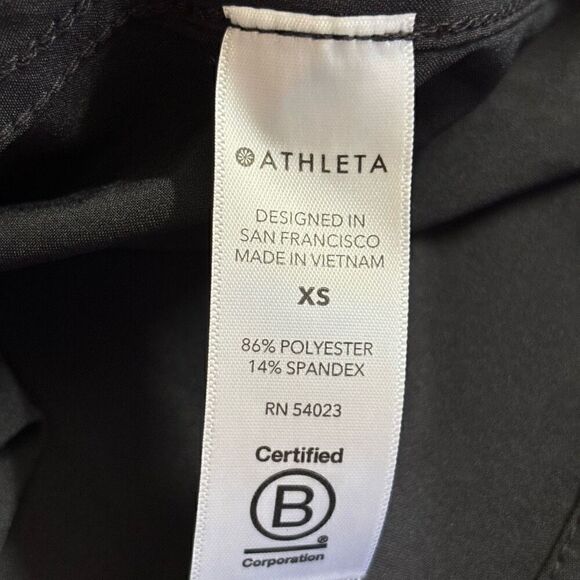 ATHLETA
DESIGNED IN
SAN FRANCISCO
MADE IN VIETNAM
XS
86% POLYESTER
14% SPANDEX
RN 54023
Certified
B
®
Corporation